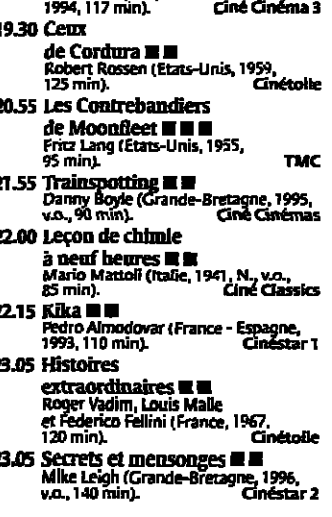 1994, 117 min). Ciné Cinéma 3
19.30 Ceux
de Cordura ■ ■
Robert Rossen (Etats-Unis, 1959,
125 min). Cinétoile
20.55 Les Contrebandiers
de Moonfleet ■ ■ ■
Fritz Lang (Etats-Unis, 1955,
95 min). TMC
21.55 Trainspotting ■ ■
Danny Boyle (Grande-Bretagne, 1995,
v.o., 90 min). Ciné Cinémas
22.00 Leçon de chimie
à neuf heures ■ ■
Mario Mattoli (Italie, 1941, N., v.o.,
85 min). Ciné Classics
22.15 Kika ■ ■
Pedro Almodovar (France - Espagne,
1993, 110 min). Cinéstar 1
23.05 Histoires
extraordinaires ■ ■
Roger Vadim, Louis Malle
et Federico Fellini (France, 1967,
120 min). Cinétoile
23.05 Secrets et mensonges ■ ■
Mike Leigh (Grande-Bretagne, 1996,
v.o., 140 min). Cinéstar 2